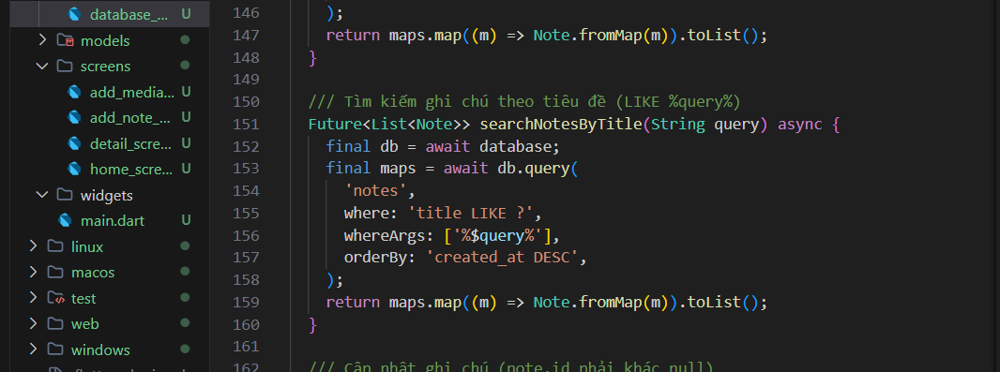 database_... U
models
screens
add_media... U
add_note_... U
detail_scre... U
home_scre... U
widgets
main.dart U
linux
macos
test
web
windows
146 );
147 return maps.map((m) => Note.fromMap(m)).toList();
148 }
149
150 /// Tìm kiếm ghi chú theo tiêu đề (LIKE %query%)
151 Future<List<Note>> searchNotesByTitle(String query) async {
152 final db = await database;
153 final maps = await db.query(
154 'notes',
155 where: 'title LIKE ?',
156 whereArgs: ['%$query%'],
157 orderBy: 'created_at DESC',
158 );
159 return maps.map((m) => Note.fromMap(m)).toList();
160 }
161
162 /// Cập nhật ghi chú (note.id phải khác null)